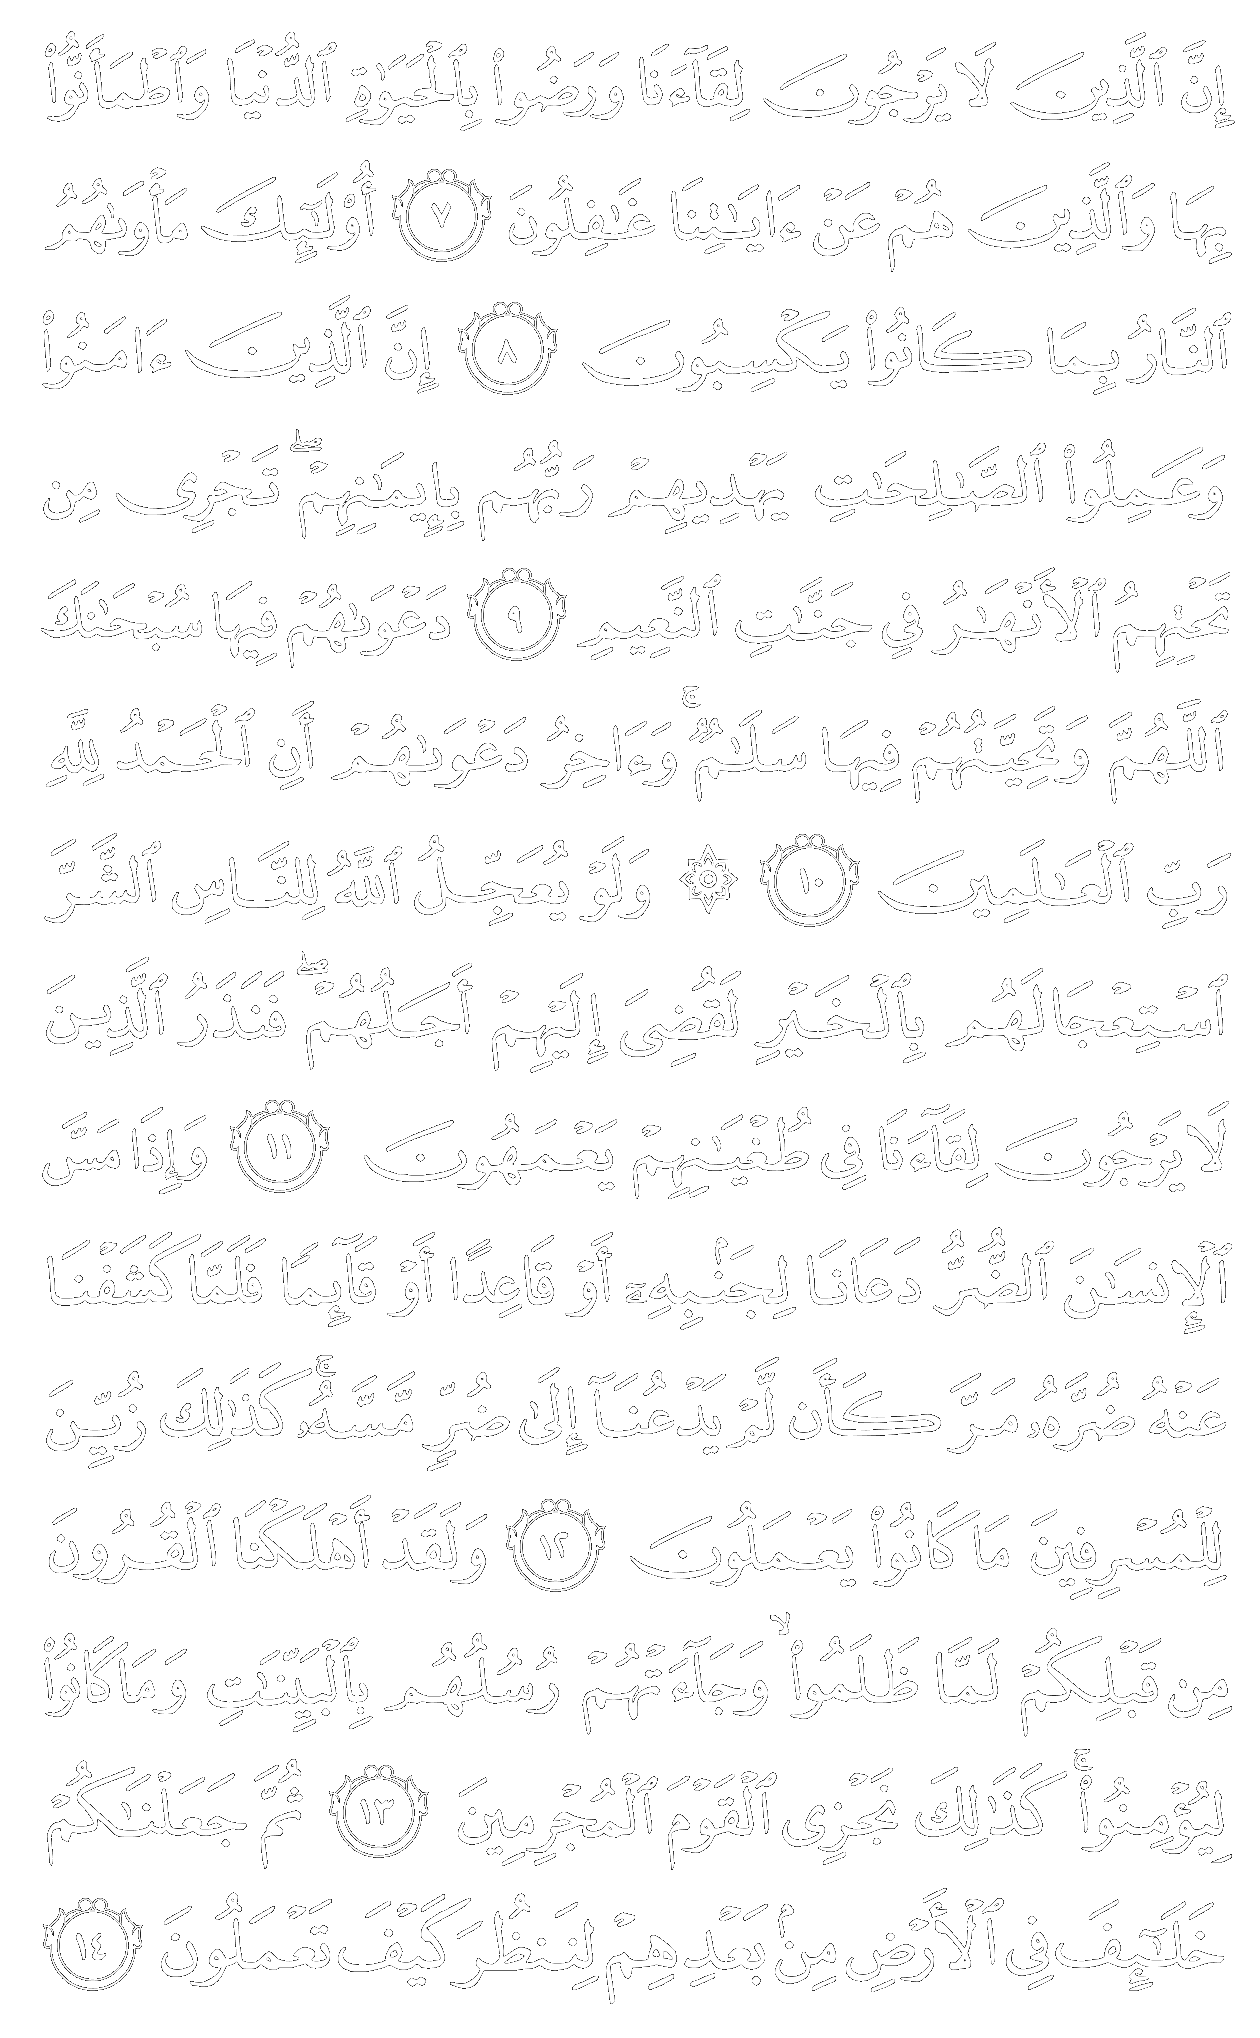 إِنَّ ٱلَّذِينَ لَا يَرۡجُونَ لِقَآءَنَا وَرَضُوا۟ بِٱلۡحَيَوٰةِ ٱلدُّنۡيَا وَٱطۡمَأَنُّوا۟
بِهَا وَٱلَّذِينَ هُمۡ عَنۡ ءَايَـٰتِنَا غَـٰفِلُونَ ٧ أُو۟لَـٰٓئِكَ مَأۡوَىٰهُمُ
ٱلنَّارُ بِمَا كَانُوا۟ يَكۡسِبُونَ ٨ إِنَّ ٱلَّذِينَ ءَامَنُوا۟
وَعَمِلُوا۟ ٱلصَّـٰلِحَـٰتِ يَهۡدِيهِمۡ رَبُّهُم بِإِيمَـٰنِهِمۡۖ تَجۡرِى مِن
تَحۡتِهِمُ ٱلۡأَنۡهَـٰرُ فِى جَنَّـٰتِ ٱلنَّعِيمِ ٩ دَعۡوَىٰهُمۡ فِيهَا سُبۡحَـٰنَكَ
ٱللَّهُمَّ وَتَحِيَّتُهُمۡ فِيهَا سَلَـٰمٌۚ وَءَاخِرُ دَعۡوَىٰهُمۡ أَنِ ٱلۡحَمۡدُ لِلَّهِ
رَبِّ ٱلۡعَـٰلَمِينَ ١٠ ۞ وَلَوۡ يُعَجِّلُ ٱللَّهُ لِلنَّاسِ ٱلشَّرَّ
ٱسۡتِعۡجَالَهُم بِٱلۡخَيۡرِ لَقُضِىَ إِلَيۡهِمۡ أَجَلُهُمۡۖ فَنَذَرُ ٱلَّذِينَ
لَا يَرۡجُونَ لِقَآءَنَا فِى طُغۡيَـٰنِهِمۡ يَعۡمَهُونَ ١١ وَإِذَا مَسَّ
ٱلۡإِنسَـٰنَ ٱلضُّرُّ دَعَانَا لِجَنۢبِهِۦٓ أَوۡ قَاعِدًا أَوۡ قَآئِمًا فَلَمَّا كَشَفۡنَا
عَنۡهُ ضُرَّهُۥ مَرَّ كَأَن لَّمۡ يَدۡعُنَآ إِلَىٰ ضُرٍّ مَّسَّهُۥۚ كَذَٰلِكَ زُيِّنَ
لِلۡمُسۡرِفِينَ مَا كَانُوا۟ يَعۡمَلُونَ ١٢ وَلَقَدۡ أَهۡلَكۡنَا ٱلۡقُرُونَ
مِن قَبۡلِكُمۡ لَمَّا ظَلَمُوا۟ۙ وَجَآءَتۡهُمۡ رُسُلُهُم بِٱلۡبَيِّنَـٰتِ وَمَا كَانُوا۟
لِيُؤۡمِنُوا۟ۚ كَذَٰلِكَ نَجۡزِى ٱلۡقَوۡمَ ٱلۡمُجۡرِمِينَ ١٣ ثُمَّ جَعَلۡنَـٰكُمۡ
خَلَـٰٓئِفَ فِى ٱلۡأَرۡضِ مِنۢ بَعۡدِهِمۡ لِنَنظُرَ كَيۡفَ تَعۡمَلُونَ ١٤